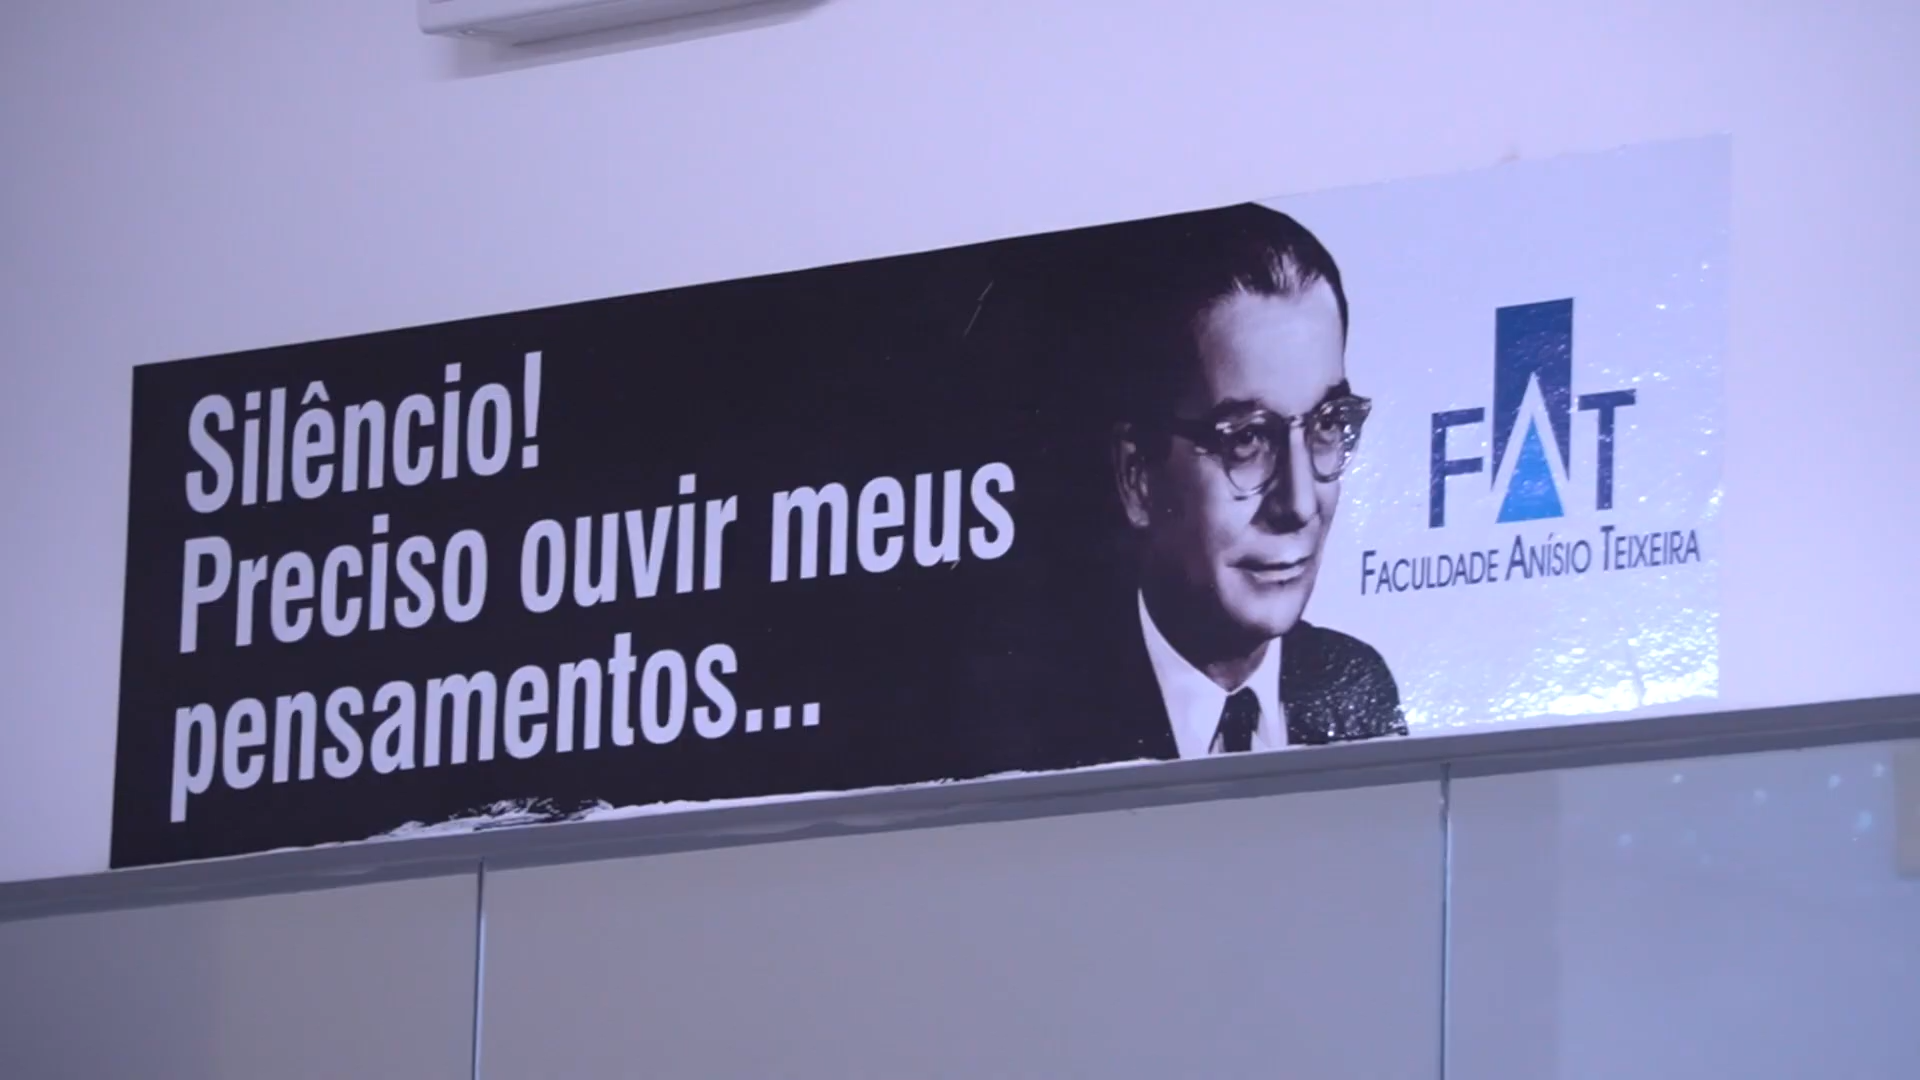 Silêncio!
Preciso ouvir meus
pensamentos...
FAT
FACULDADE ANÍSIO TEIXEIRA